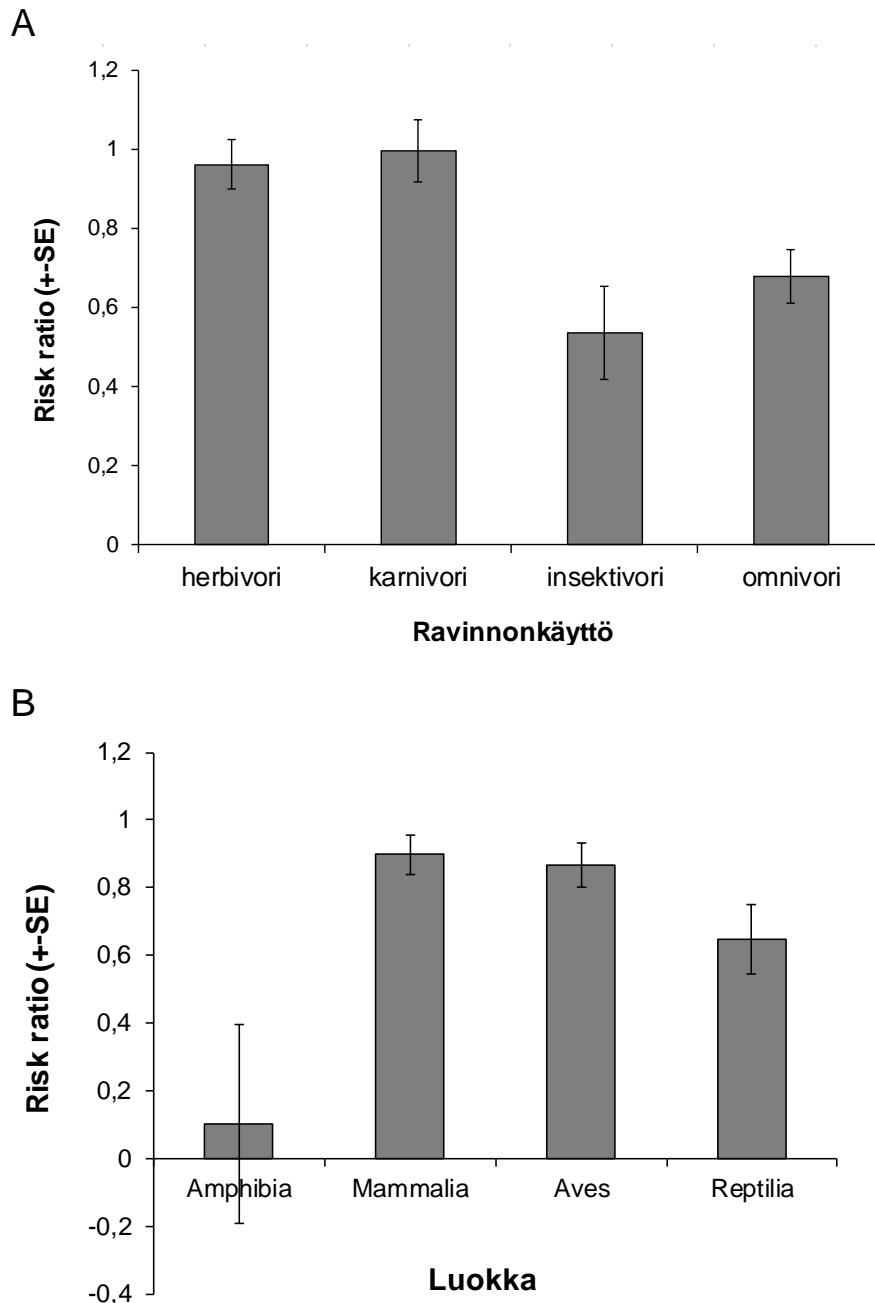 A
1,2
1
0,8
0,6
0,4
0,2
0
Risk ratio (+-SE)
herbivori karnivori insektivori omnivori
Ravinnonkäyttö
B
1,2
1
0,8
0,6
0,4
0,2
0
-0,2
-0,4
Risk ratio (+-SE)
Amphibia Mammalia Aves Reptilia
Luokka